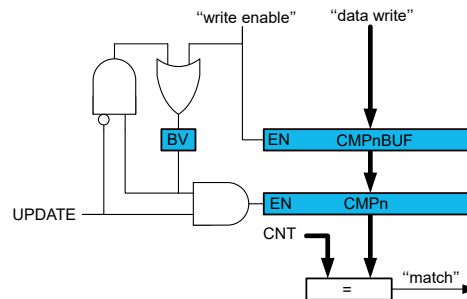 “write enable” “data write”
BV EN CMPnBUF
EN CMPn
UPDATE
CNT
= “match”